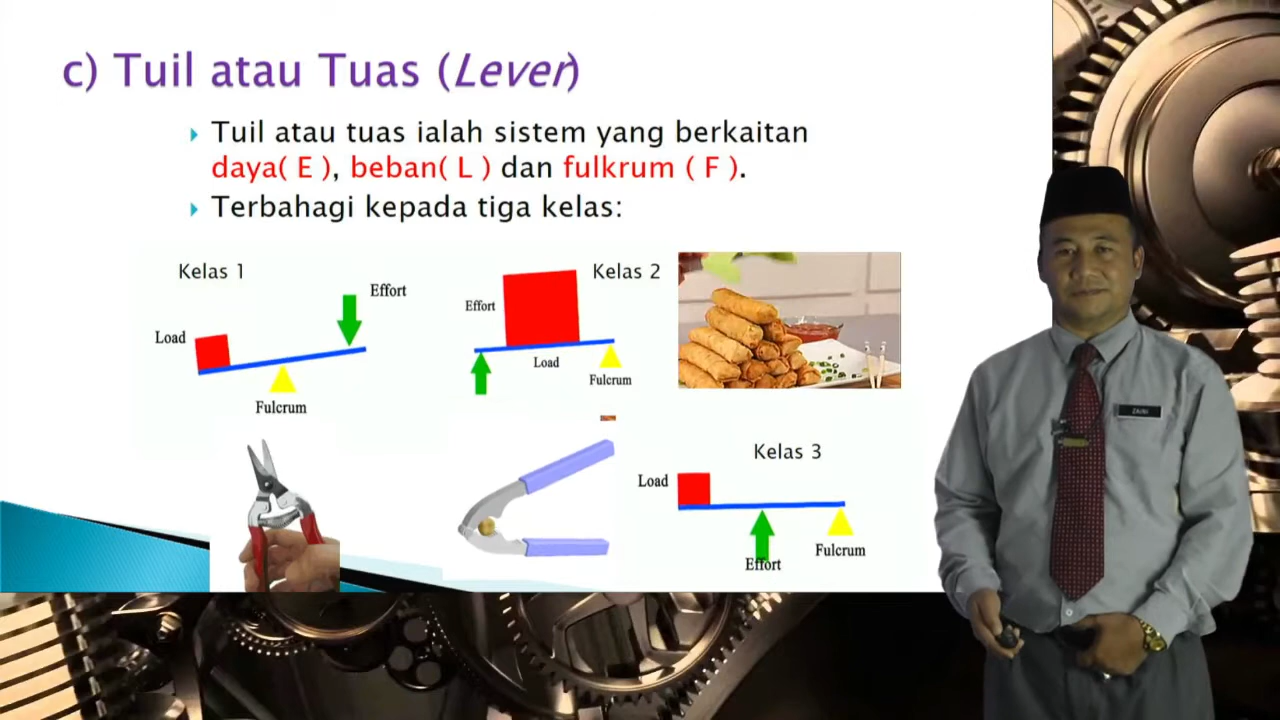 c) Tuil atau Tuas (Lever)
Tuil atau tuas ialah sistem yang berkaitan
daya( E ), beban( L ) dan fulkrum ( F ).
Terbahagi kepada tiga kelas:
Kelas 1
Effort
Load
Fulcrum
Kelas 2
Effort
Load
Fulcrum
Kelas 3
Load
Effort
Fulcrum
ZAINI